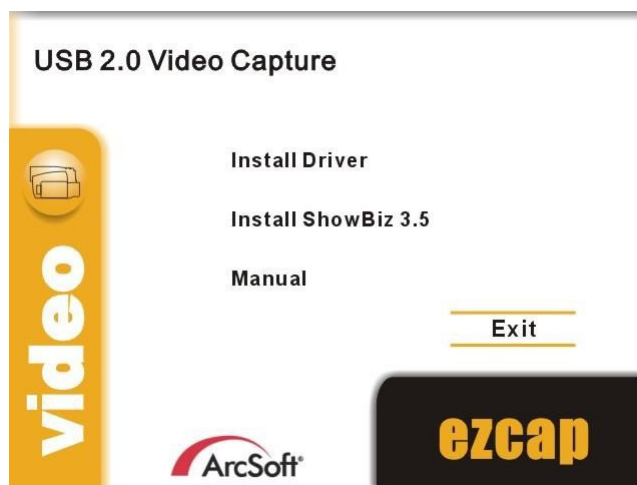 USB 2.0 Video Capture
Install Driver
Install ShowBiz 3.5
Manual
Exit
video
ArcSoft®
ezcap